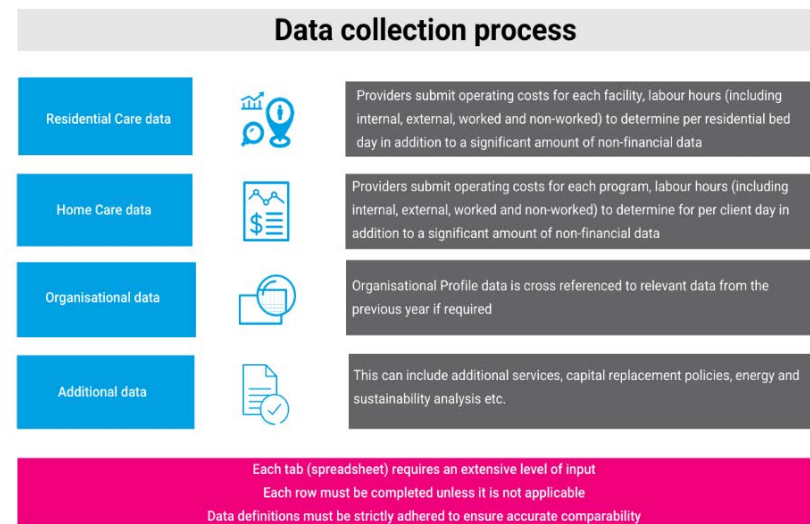 Data collection process
Residential Care data
Providers submit operating costs for each facility, labour hours (including
internal, external, worked and non-worked) to determine per residential bed
day in addition to a significant amount of non-financial data
Home Care data
Providers submit operating costs for each program, labour hours (including
internal, external, worked and non-worked) to determine for per client day in
addition to a significant amount of non-financial data
Organisational data
Organisational Profile data is cross referenced to relevant data from the
previous year if required
Additional data
This can include additional services, capital replacement policies, energy and
sustainability analysis etc.
Each tab (spreadsheet) requires an extensive level of input
Each row must be completed unless it is not applicable
Data definitions must be strictly adhered to ensure accurate comparability